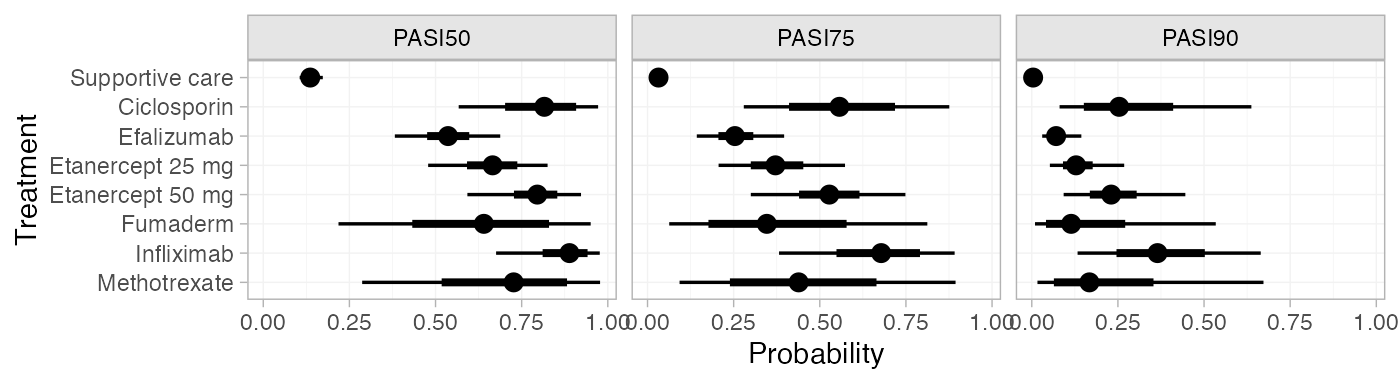 PASI50 PASI75 PASI90
Treatment
Supportive care
Ciclosporin
Efalizumab
Etanercept 25 mg
Etanercept 50 mg
Fumaderm
Infliximab
Methotrexate
0.00 0.25 0.50 0.75 1.00 0.00 0.25 0.50 0.75 1.00 0.00 0.25 0.50 0.75 1.00
Probability